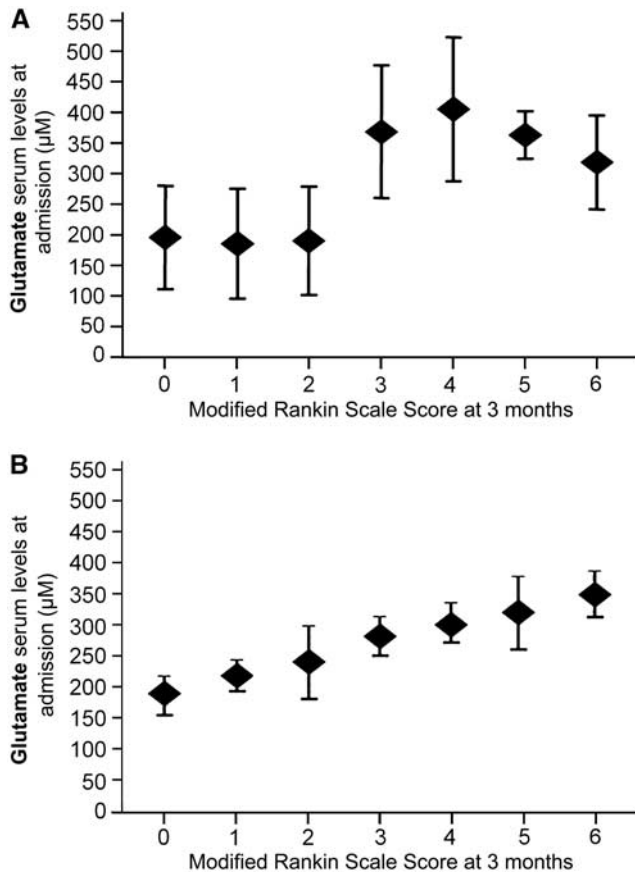 A
550
500
450
400
350
300
250
200
150
100
50
0
Glutamate serum levels at
admission (µM)
0 1 2 3 4 5 6
Modified Rankin Scale Score at 3 months
B
550
500
450
400
350
300
250
200
150
100
50
0
Glutamate serum levels at
admission (µM)
0 1 2 3 4 5 6
Modified Rankin Scale Score at 3 months